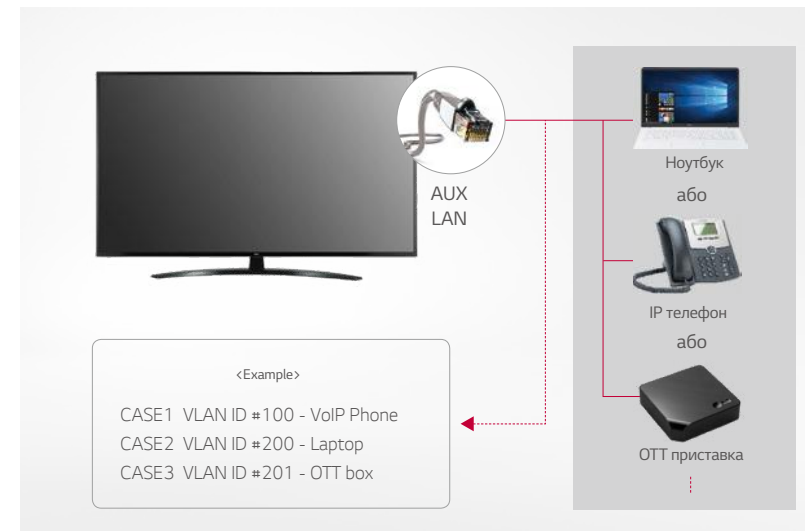 AUX
LAN
Ноутбук
або
IP телефон
або
ОТТ приставка
<Example>
CASE1 VLAN ID #100 - VoIP Phone
CASE2 VLAN ID #200 - Laptop
CASE3 VLAN ID #201 - OTT box